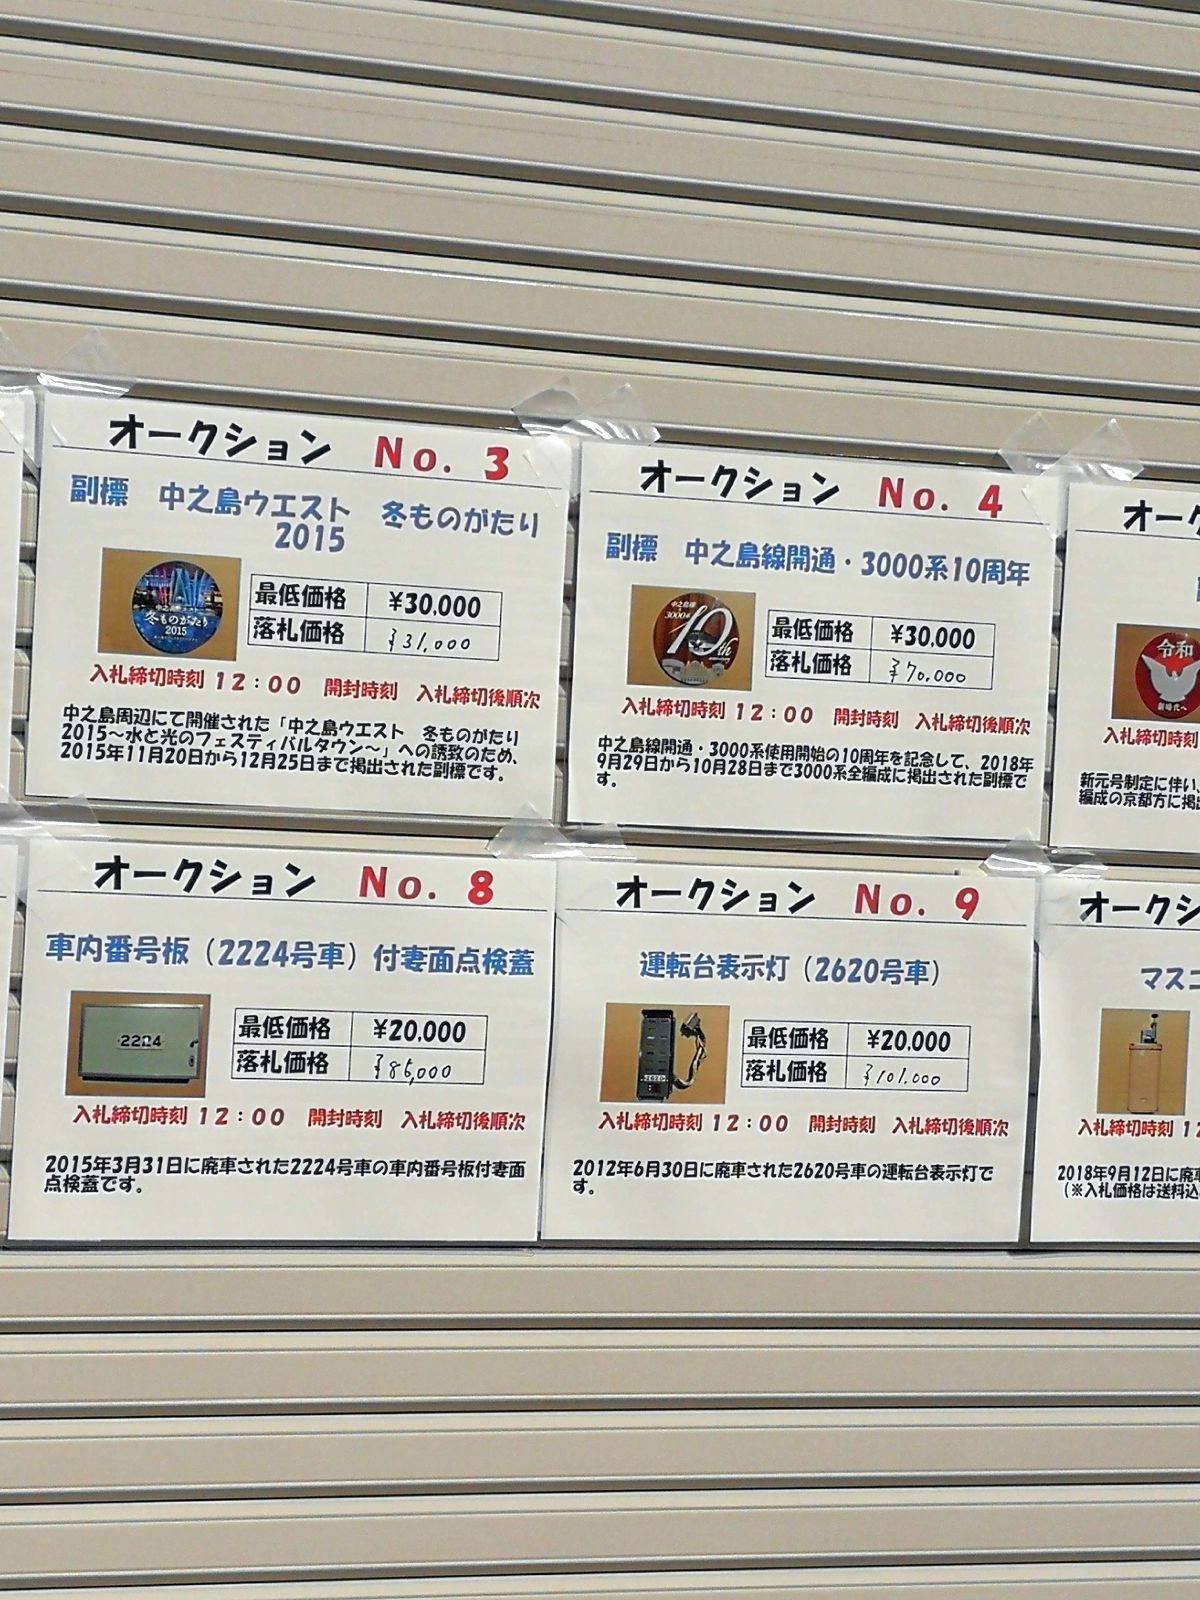 オークション No. 3
副標 中之島ウエスト 冬ものがたり
2015
冬ものがたり
2015
最低価格 ¥30,000
落札価格 ¥31,000
入札締切時刻 12:00 開封時刻 入札締切後順次
中之島周辺にて開催された「中之島ウエスト 冬ものがたり
2015～水と光のフェスティバルタウン～」への誘致のため、
2015年11月20日から12月25日まで掲出された副標です。
オークション No. 4
副標 中之島線開通・3000系10周年
中之島線
3000系
10th
最低価格 ¥30,000
落札価格 ¥70,000
入札締切時刻 12:00 開封時刻 入札締切後順次
中之島線開通・3000系使用開始の10周年を記念して、2018年
9月29日から10月28日まで3000系全編成に掲出された副標で
す。
オーク
令和
新時代へ
入札締切時刻
新元号制定に伴い、
編成の京都方に掲出
オークション No. 8
車内番号板（2224号車）付妻面点検蓋
2224
最低価格 ¥20,000
落札価格 ¥86,000
入札締切時刻 12:00 開封時刻 入札締切後順次
2015年3月31日に廃車された2224号車の車内番号板付妻面
点検蓋です。
オークション No. 9
運転台表示灯（2620号車）
2620
最低価格 ¥20,000
落札価格 ¥101,000
入札締切時刻 12:00 開封時刻 入札締切後順次
2012年6月30日に廃車された2620号車の運転台表示灯で
す。
オークシ
マスコ
入札締切時刻 12
2018年9月12日に廃車
（※入札価格は送料込